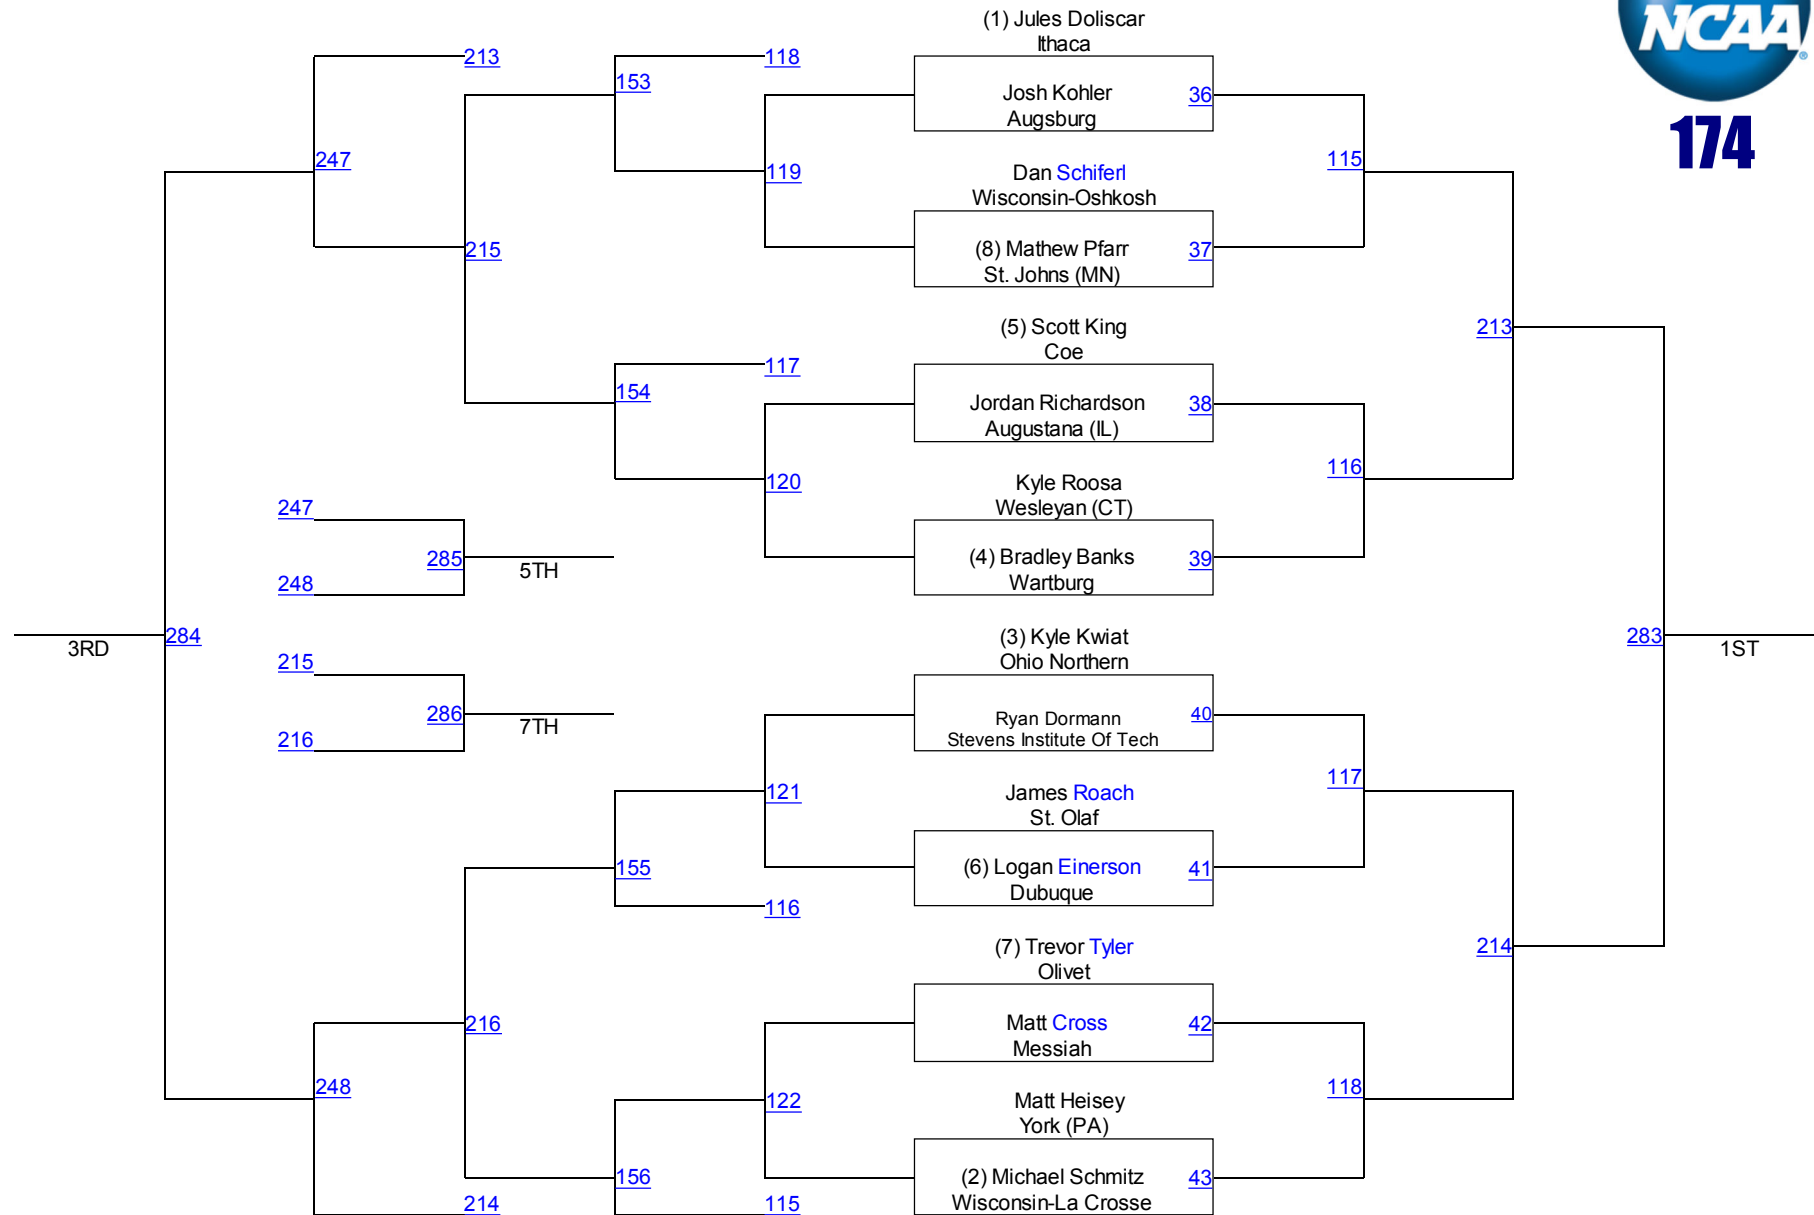 (1) Jules Doliscar
Ithaca
NCAA
®
213
118
153
Josh Kohler
Augsburg
36
174
247
119
Dan Schiferl
Wisconsin-Oshkosh
115
215
(8) Mathew Pfarr
St. Johns (MN)
37
(5) Scott King
Coe
213
117
154
Jordan Richardson
Augustana (IL)
38
120
Kyle Roosa
Wesleyan (CT)
116
247
285
5TH
(4) Bradley Banks
Wartburg
39
248
3RD
284
(3) Kyle Kwiat
Ohio Northern
283
1ST
215
286
7TH
Ryan Dormann
Stevens Institute Of Tech
40
216
121
James Roach
St. Olaf
117
155
(6) Logan Einerson
Dubuque
41
116
(7) Trevor Tyler
Olivet
214
216
Matt Cross
Messiah
42
248
122
Matt Heisey
York (PA)
118
156
(2) Michael Schmitz
Wisconsin-La Crosse
43
214
115